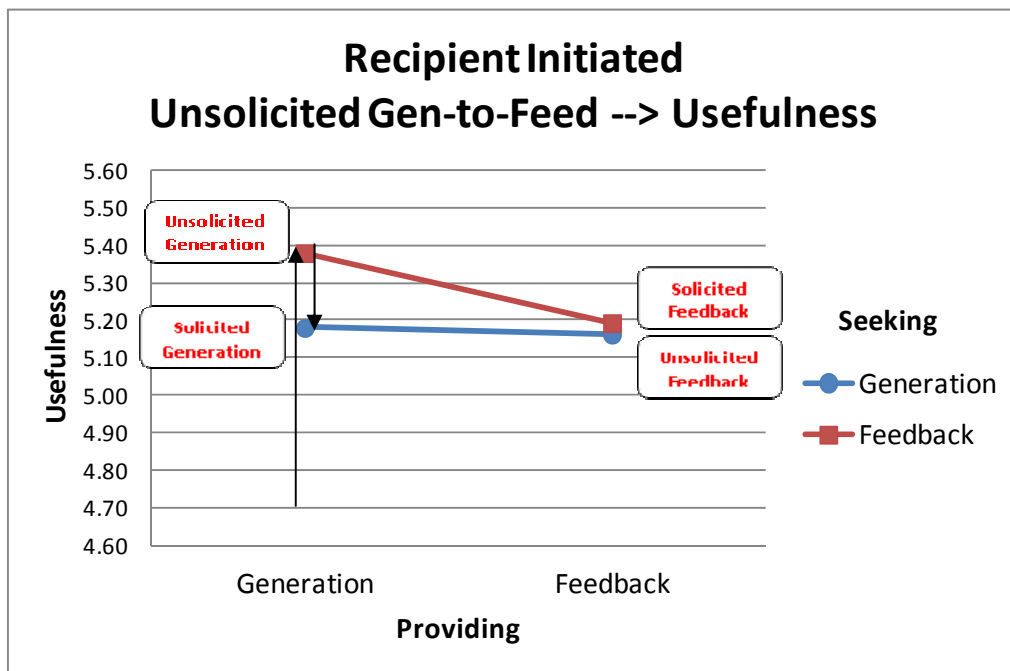 Recipient Initiated
Unsolicited Gen-to-Feed --> Usefulness
5.60
5.50
5.40
5.30
5.20
5.10
5.00
4.90
4.80
4.70
4.60
Usefulness
Unsolicited
Generation
Solicited
Generation
Solicited
Feedback
Unsolicited
Feedback
Seeking
Generation
Feedback
Generation
Feedback
Providing